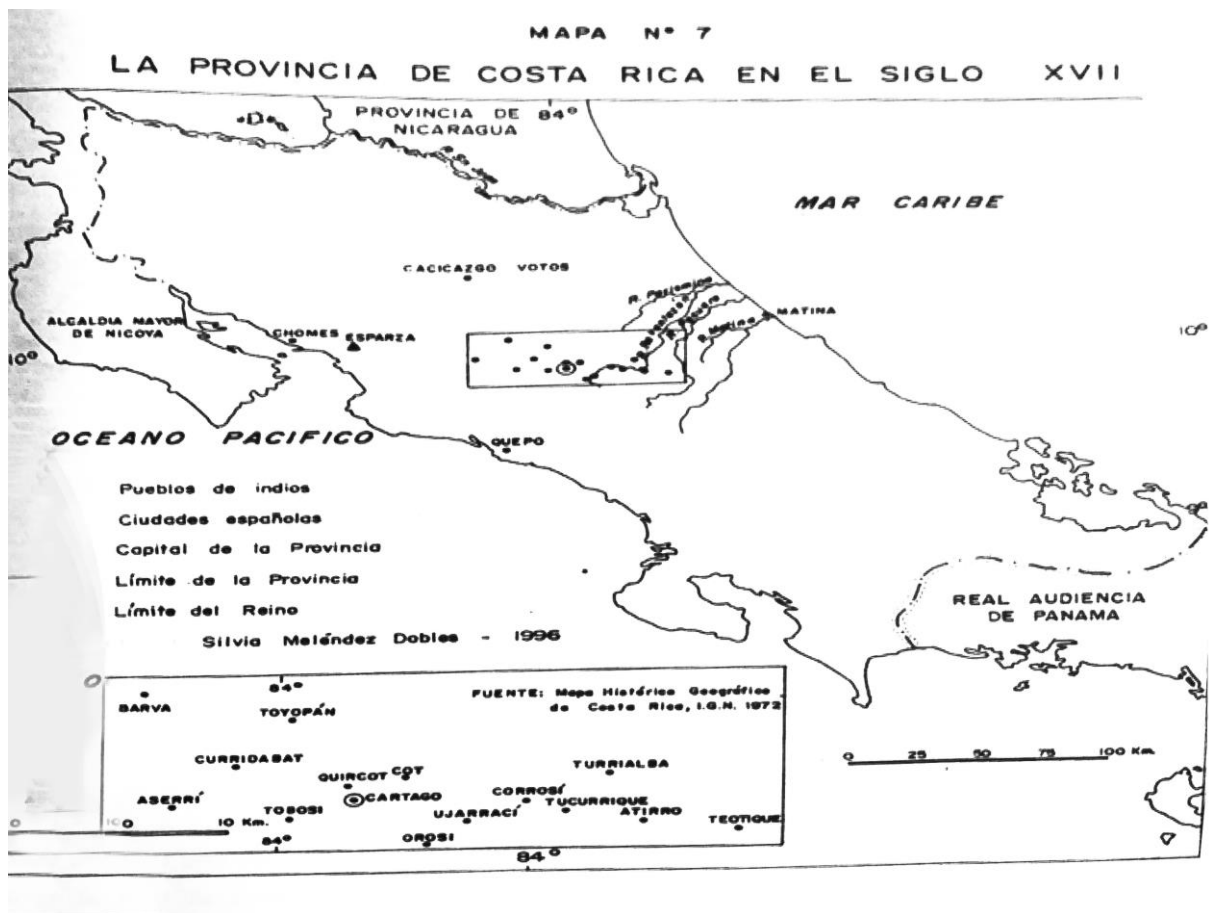 MAPA Nº 7
LA PROVINCIA DE COSTA RICA EN EL SIGLO XVII
PROVINCIA DE
NICARAGUA
84º
MAR CARIBE
CACICAZGO VOTOS
R. Parismina
R. Matina
MATINA
ALCALDIA MAYOR
DE NICOYA
CHOMES
ESPARZA
10º
10º
OCEANO PACIFICO
QUEPO
9º
Pueblos de indios
Ciudades españolas
Capital de la Provincia
Límite de la Provincia
Límite del Reino
Silvia Meléndez Dobles - 1996
REAL AUDIENCIA
DE PANAMA
84º
FUENTE: Mapa Histórico Geográfico
de Costa Rica, I.G.N. 1972
BARVA
TOYOPÁN
0 25 50 75 100 Km.
CURRIDABAT
QUIRCOT
COT
TURRIALBA
ASERRÍ
CARTAGO
CORROSÍ
TOBOSI
UJARRACÍ
TUCURRIQUE
ATIRRO
TEOTIQUE
0 10 Km.
OROSI
84º
84º